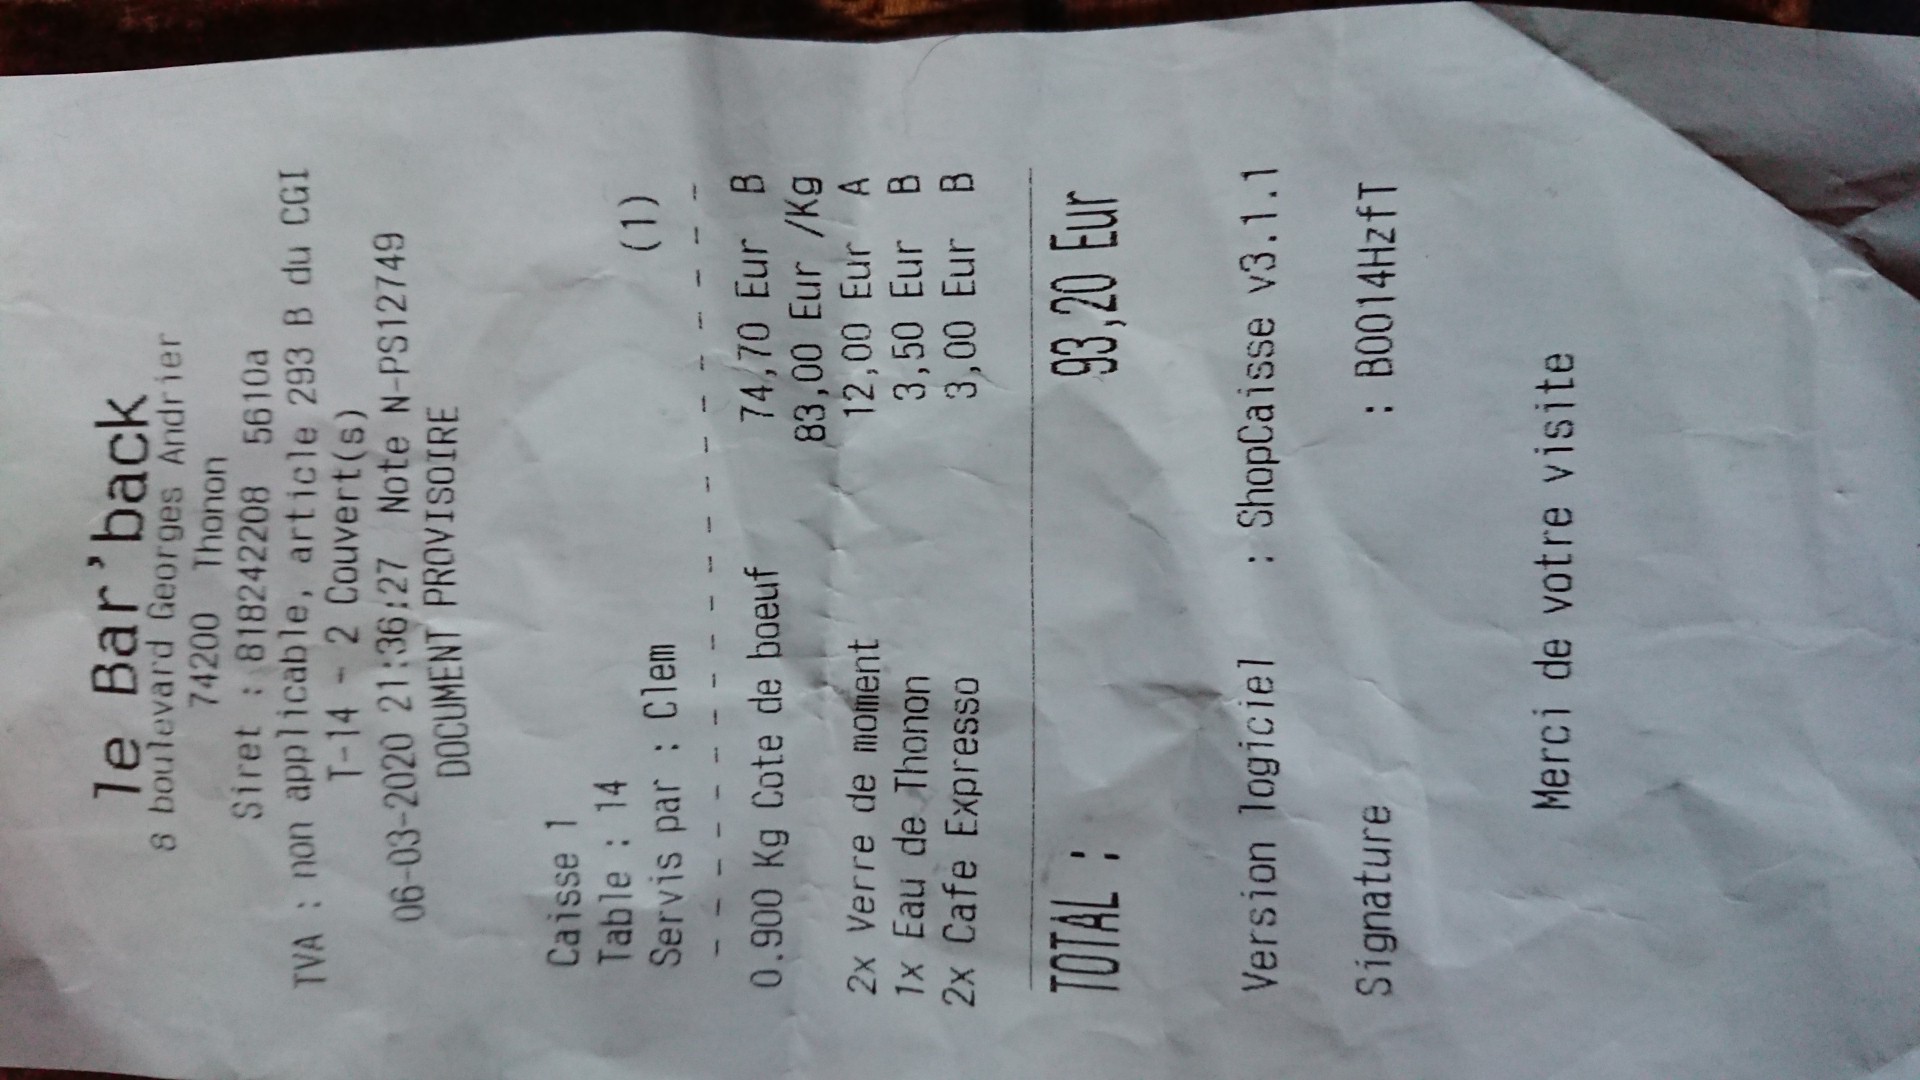 le Bar'back
8 boulevard Georges Andrier
74200 Thonon
Siret : 818242208 5610a
TVA : non applicable, article 293 B du CGI
T-14 - 2 Couvert(s)
06-03-2020 21:36:27 Note N-PS12749
DOCUMENT PROVISOIRE
Caisse 1
Table : 14
Servis par : Clem (1)
0.900 Kg Cote de boeuf 74,70 Eur B
83,00 Eur /Kg
2x Verre de moment 12,00 Eur A
1x Eau de Thonon 3,50 Eur B
2x Cafe Expresso 3,00 Eur B
TOTAL : 93,20 Eur
Version logiciel : ShopCaisse v3.1.1
Signature : B0014HzfT
Merci de votre visite